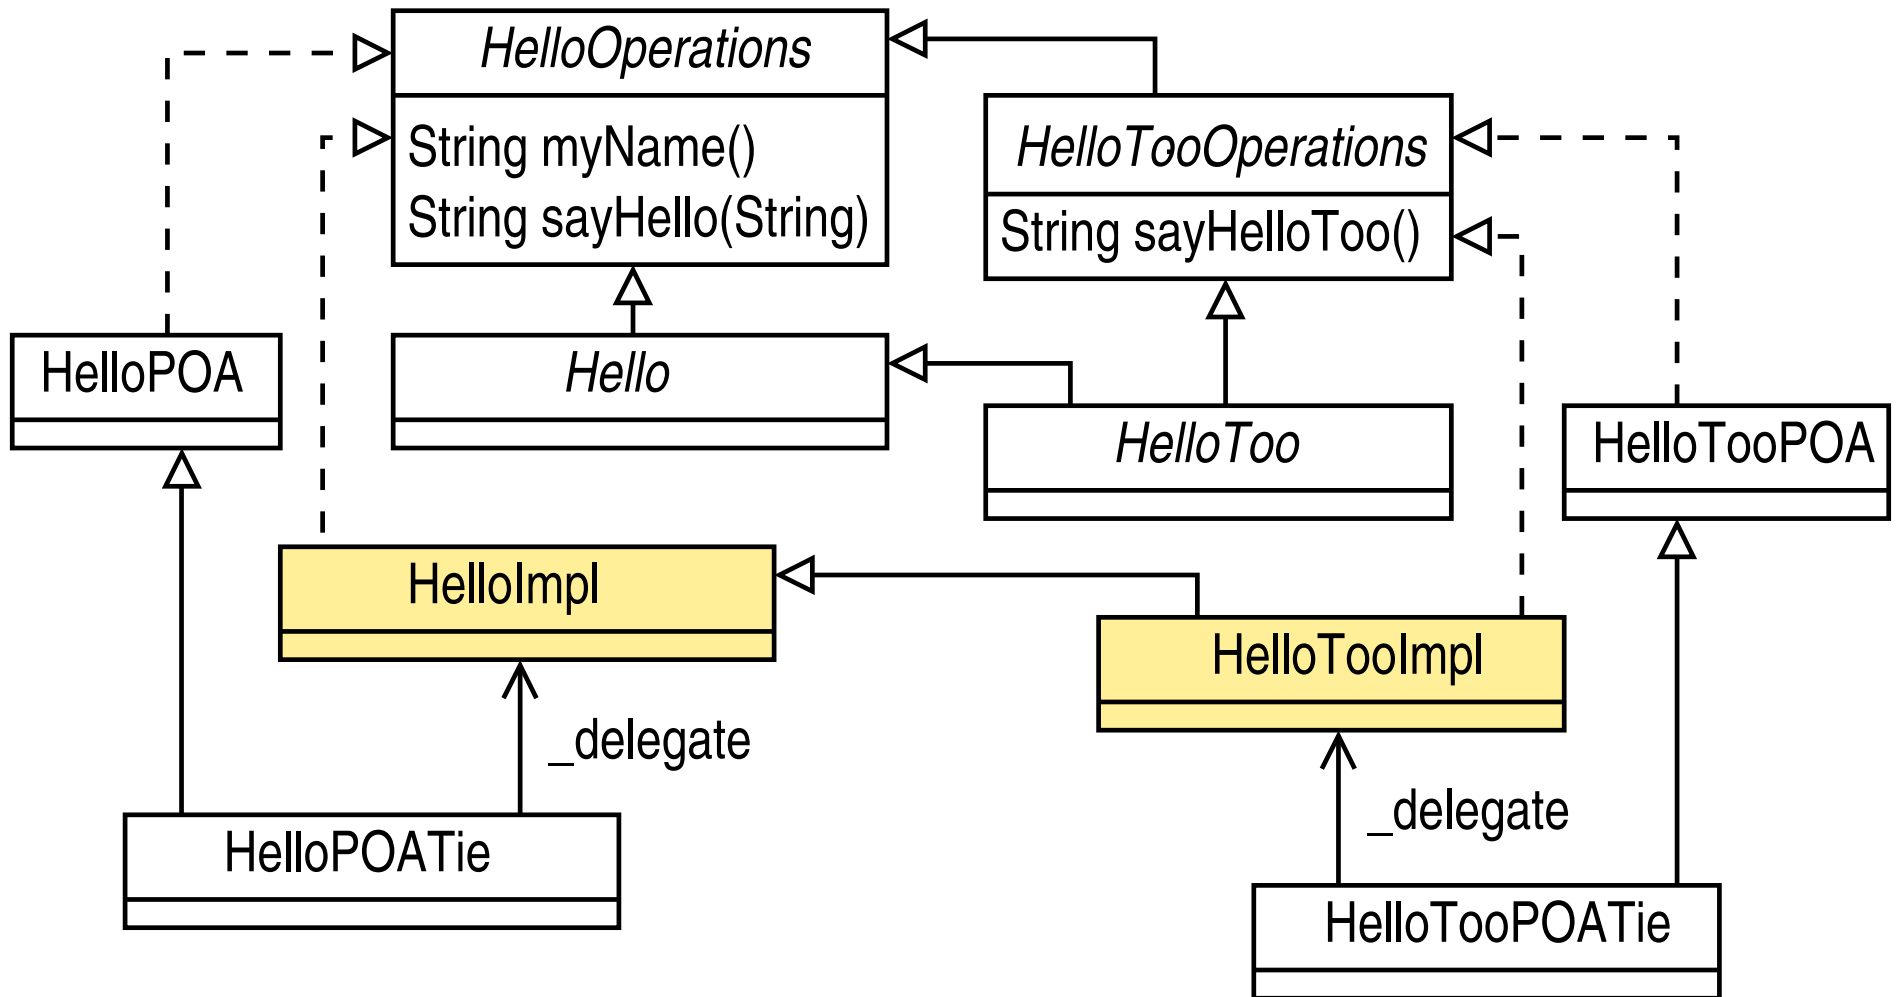 HelloOperations
String myName()
String sayHello(String)
HelloTooOperations
String sayHelloToo()
HelloPOA
Hello
HelloToo
HelloTooPOA
HelloImpl
HelloTooImpl
_delegate
_delegate
HelloPOATie
HelloTooPOATie